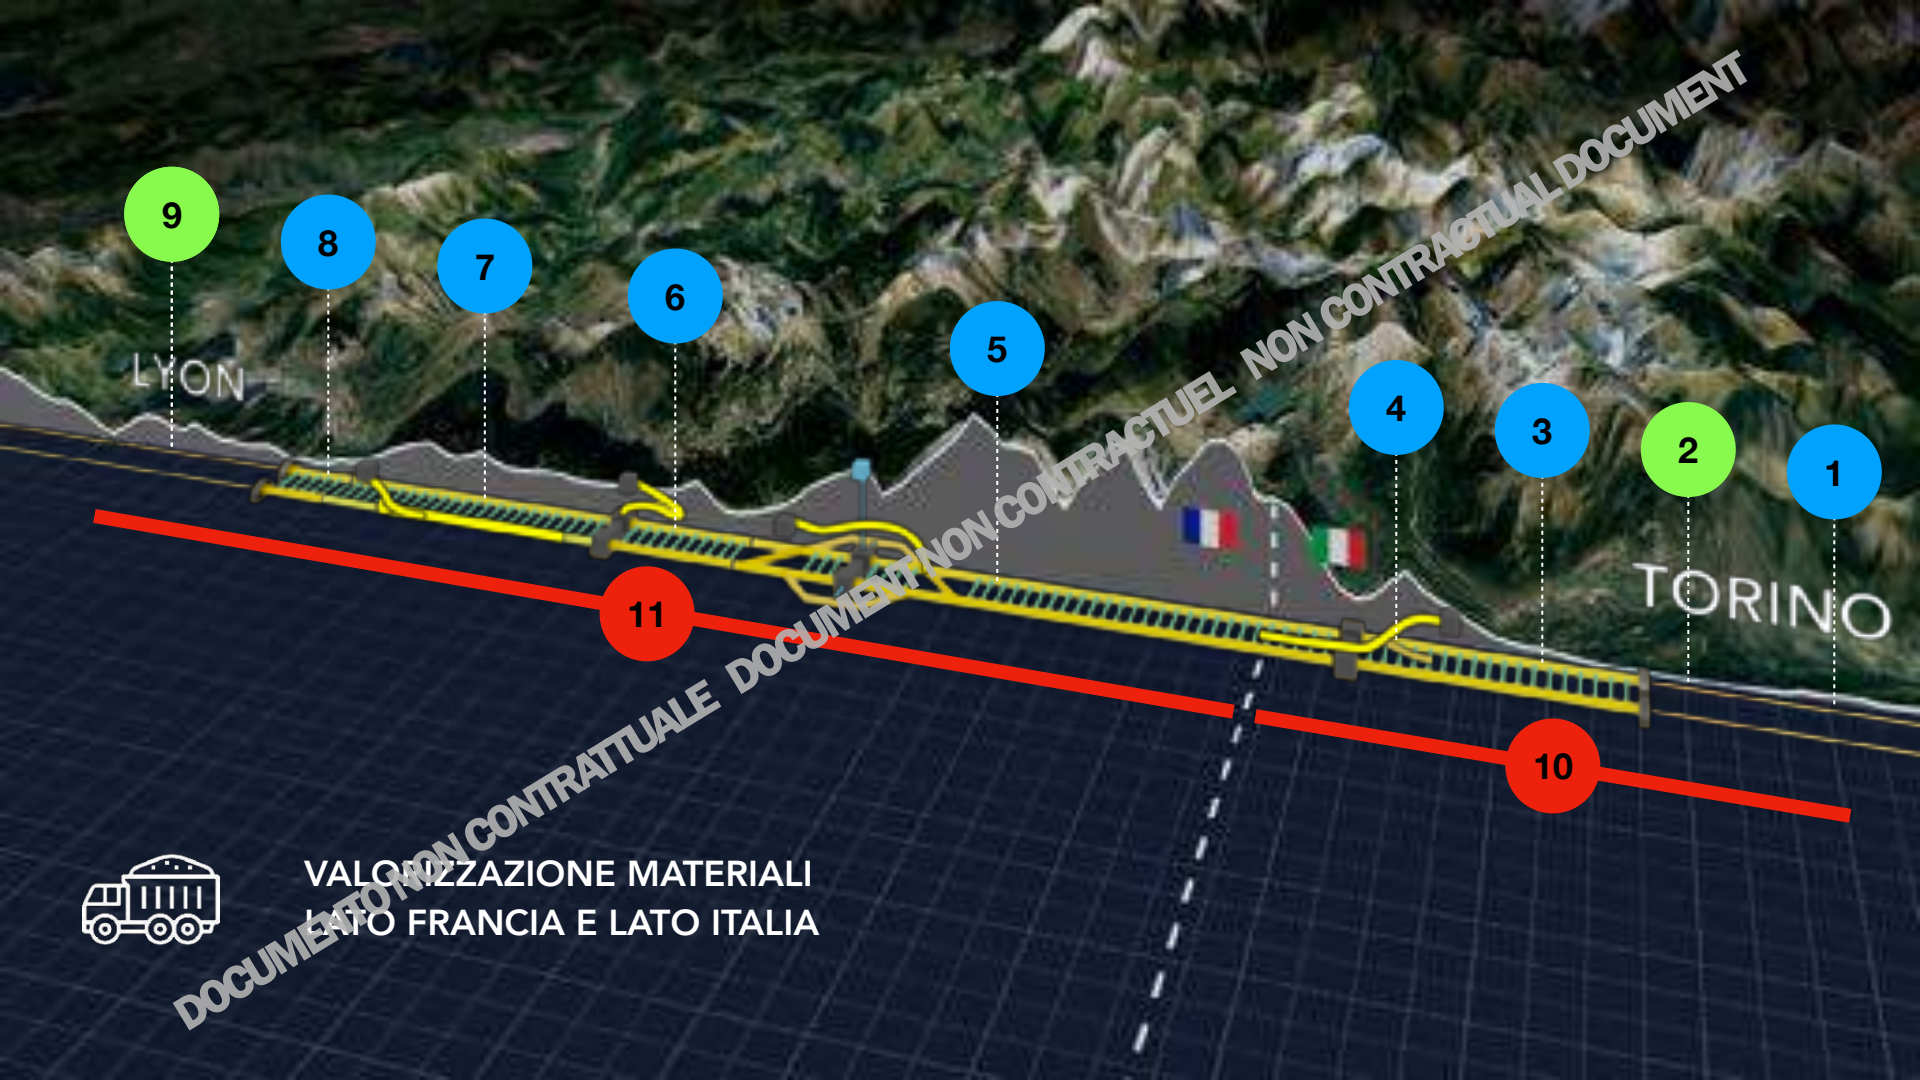 9
8
7
6
5
4
3
2
1
LYON
TORINO
11
10
DOCUMENTO NON CONTRATTUALE DOCUMENT NON CONTRACTUEL NON CONTRACTUAL DOCUMENT
VALORIZZAZIONE MATERIALI
LATO FRANCIA E LATO ITALIA